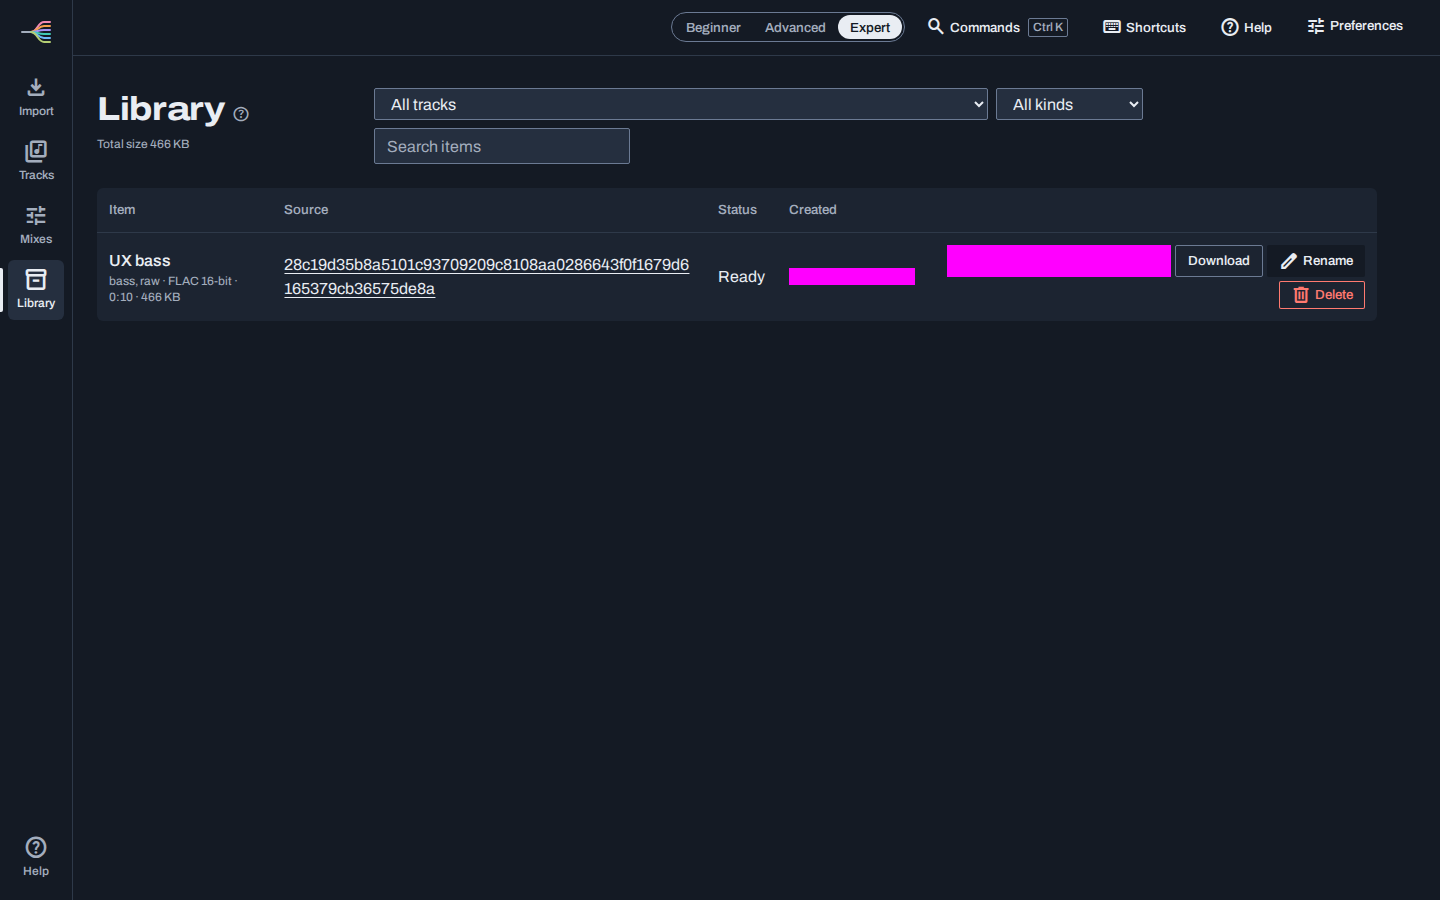 Beginner Advanced Expert Commands Ctrl K Shortcuts Help Preferences
Import
Tracks
Mixes
Library
Help
Library
Total size 466 KB
All tracks
All kinds
Search items
Item Source Status Created
UX bass
bass, raw · FLAC 16-bit ·
0:10 · 466 KB
28c19d35b8a5101c93709209c8108aa0286643f0f1679d6
165379cb36575de8a
Ready
Download
Rename
Delete